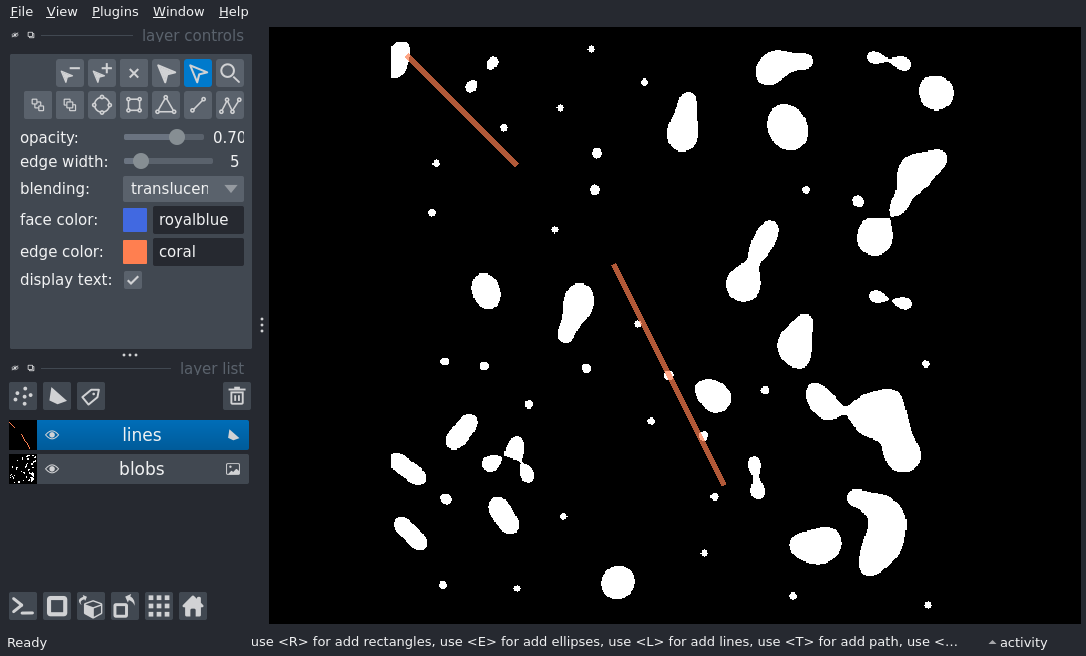 File View Plugins Window Help
layer controls
opacity: 0.70
edge width: 5
blending: translucen
face color: royalblue
edge color: coral
display text:
layer list
lines
blobs
Ready use <R> for add rectangles, use <E> for add ellipses, use <L> for add lines, use <T> for add path, use <... activity